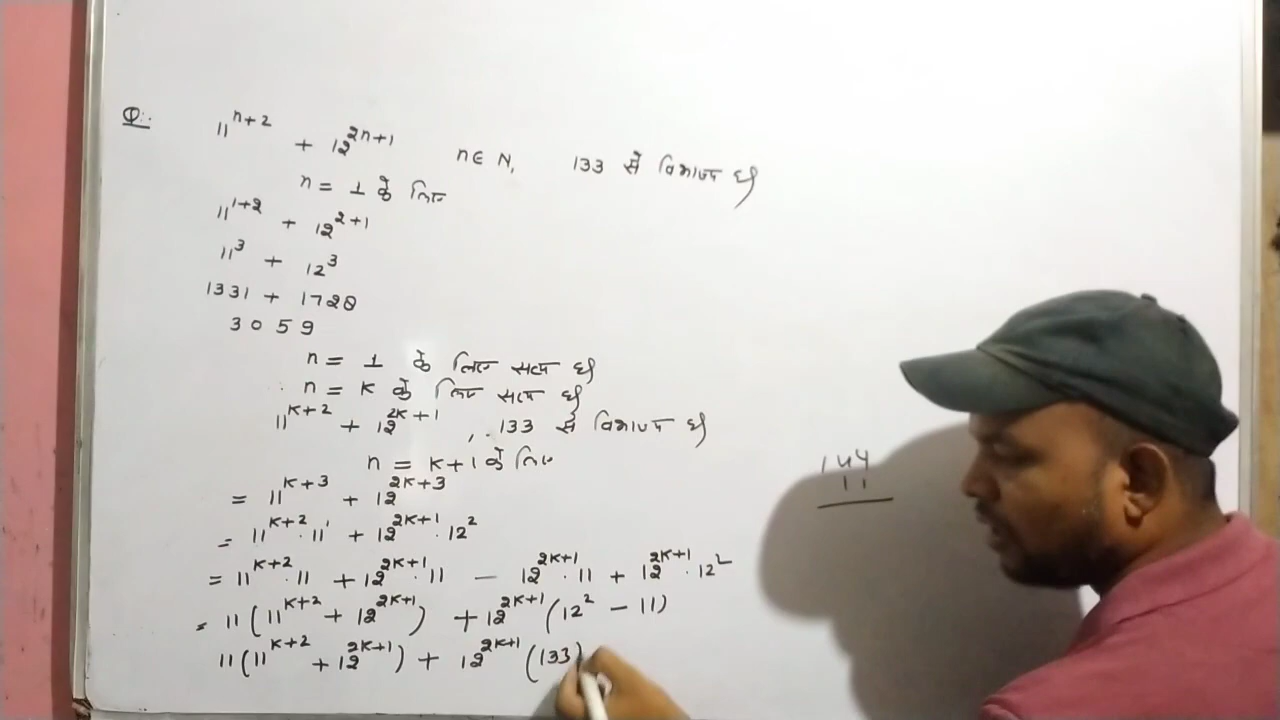 Q:. 11^{n+2} + 12^{2n+1} n ∈ N, 133 से विभाज्य है
n = 1 के लिए
11^{1+2} + 12^{2+1}
11^3 + 12^3
1331 + 1728
3059
n = 1 के लिए सत्य है
n = K के लिए सत्य है
11^{K+2} + 12^{2K+1}, 133 से विभाज्य है
n = K+1 के लिए
= 11^{K+3} + 12^{2K+3}
= 11^{K+2} · 11^1 + 12^{2K+1} · 12^2
= 11^{K+2} · 11 + 12^{2K+1} · 11 - 12^{2K+1} · 11 + 12^{2K+1} · 12^2
= 11(11^{K+2} + 12^{2K+1}) + 12^{2K+1}(12^2 - 11)
11(11^{K+2} + 12^{2K+1}) + 12^{2K+1}(133)
144
11